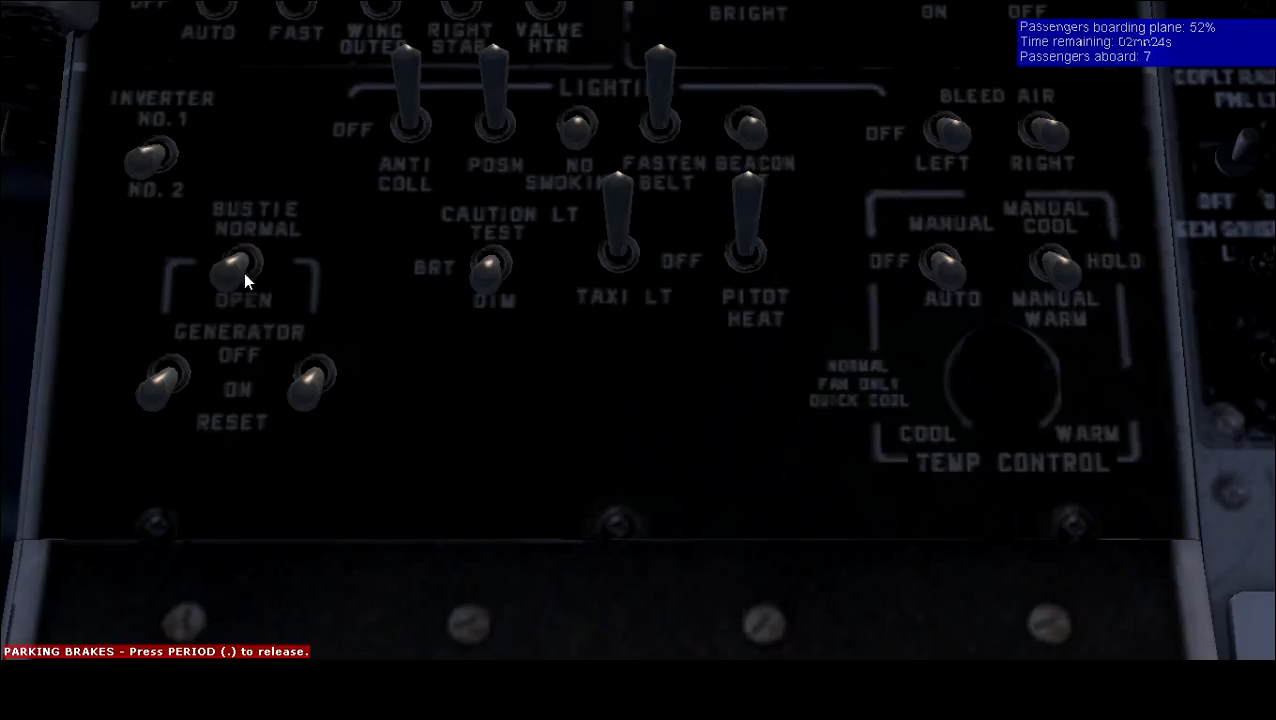 OFF
AUTO
FAST
WING
OUTER
RIGHT
STAB
VALVE
HTR
BRIGHT
ON
OFF
Passengers boarding plane: 52%
Time remaining: 02mn24s
Passengers aboard: 7
INVERTER
NO. 1
NO. 2
LIGHTI
OFF
ANTI
COLL
POSN
NO
SMOKIN
FASTEN
BELT
BEACON
BLEED AIR
OFF
LEFT
RIGHT
BUSTIE
NORMAL
OPEN
CAUTION LT
TEST
BRT
DIM
TAXI LT
OFF
PITOT
HEAT
MANUAL
MANUAL
COOL
OFF
HOLD
AUTO
MANUAL
WARM
GENERATOR
OFF
ON
RESET
NORMAL
FAN ONLY
QUICK COOL
COOL
WARM
TEMP CONTROL
PARKING BRAKES - Press PERIOD (.) to release.